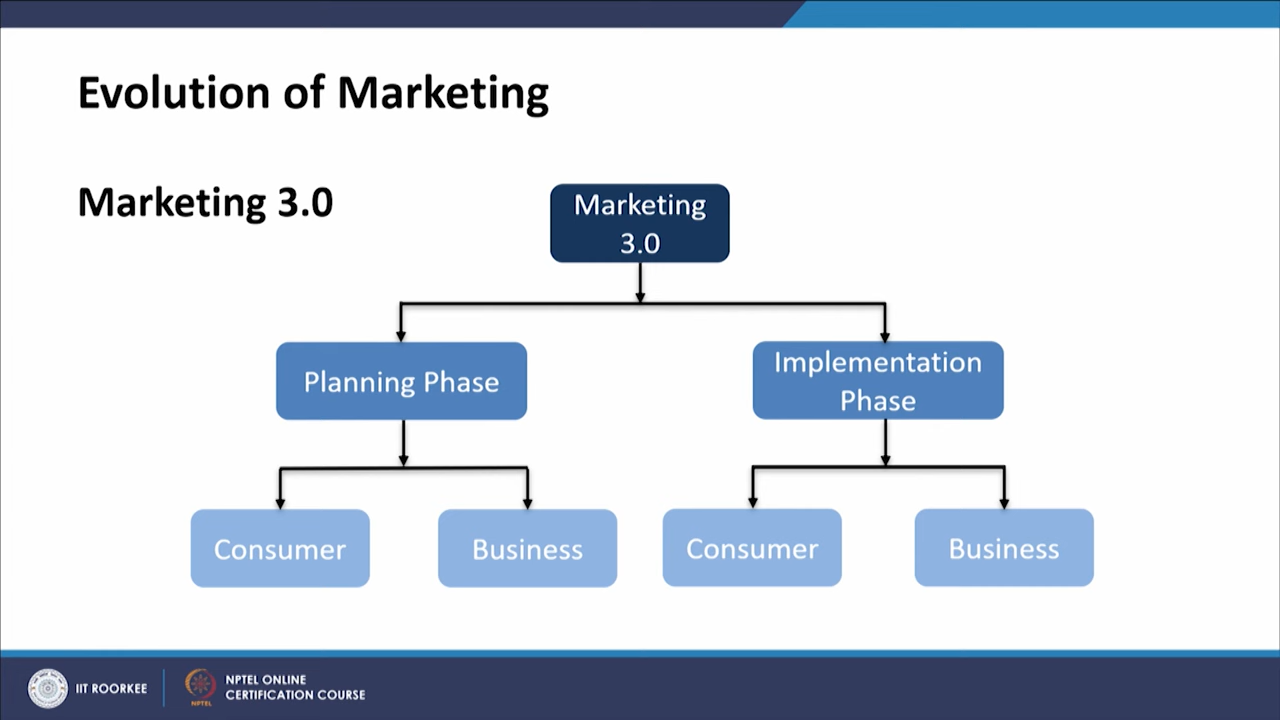 Evolution of Marketing
Marketing 3.0
Marketing
3.0
Planning Phase
Implementation
Phase
Consumer
Business
Consumer
Business
IIT ROORKEE
NPTEL
NPTEL ONLINE
CERTIFICATION COURSE